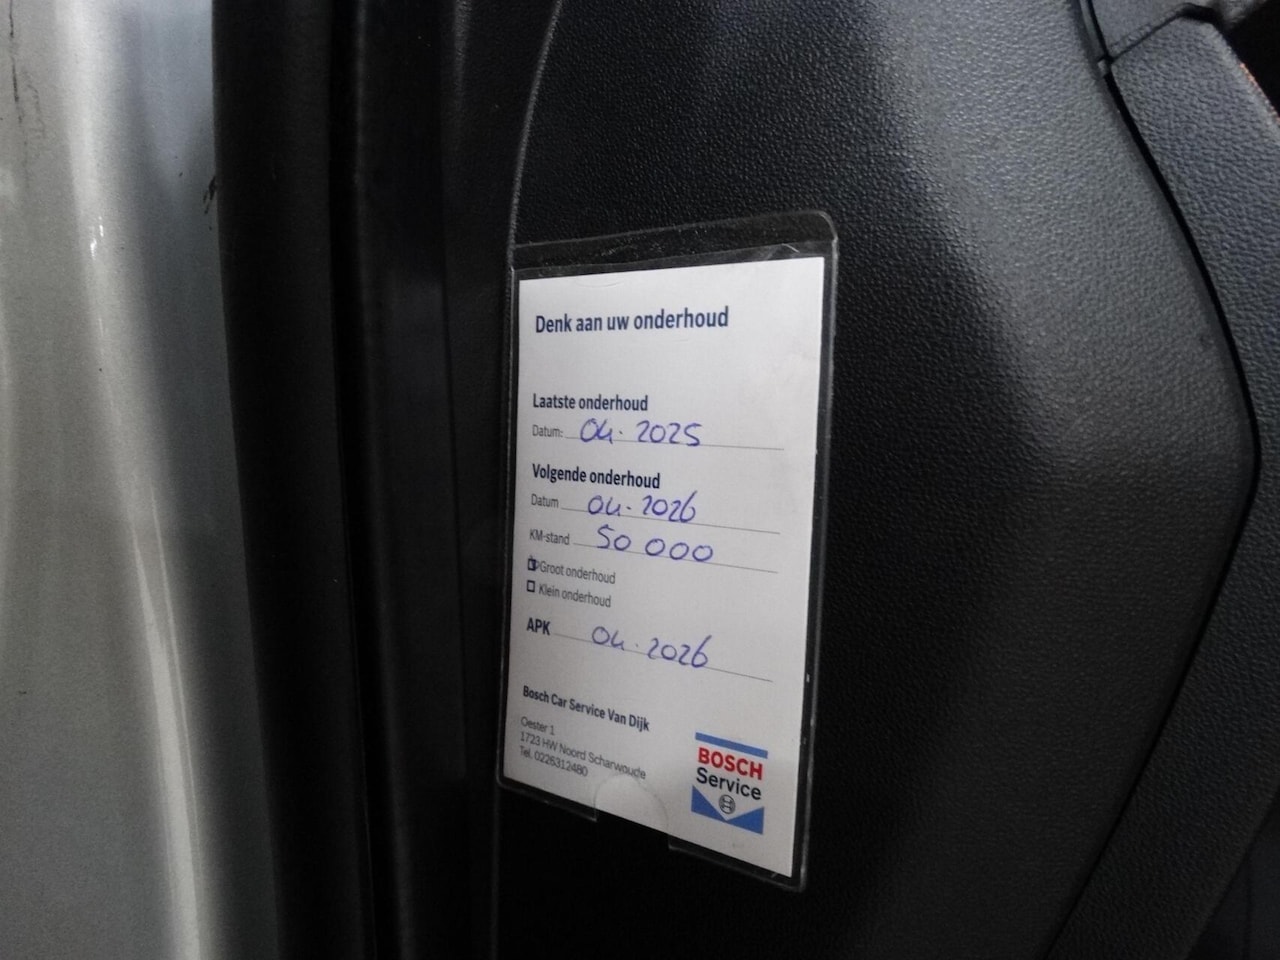 Denk aan uw onderhoud
Laatste onderhoud
Datum: 04.2025
Volgende onderhoud
Datum 04.2026
KM-stand 50 000
Groot onderhoud
Klein onderhoud
APK 04.2026
Bosch Car Service Van Dijk
Oester 1
1723 HW Noord Scharwoude
Tel. 0226312480
BOSCH
Service